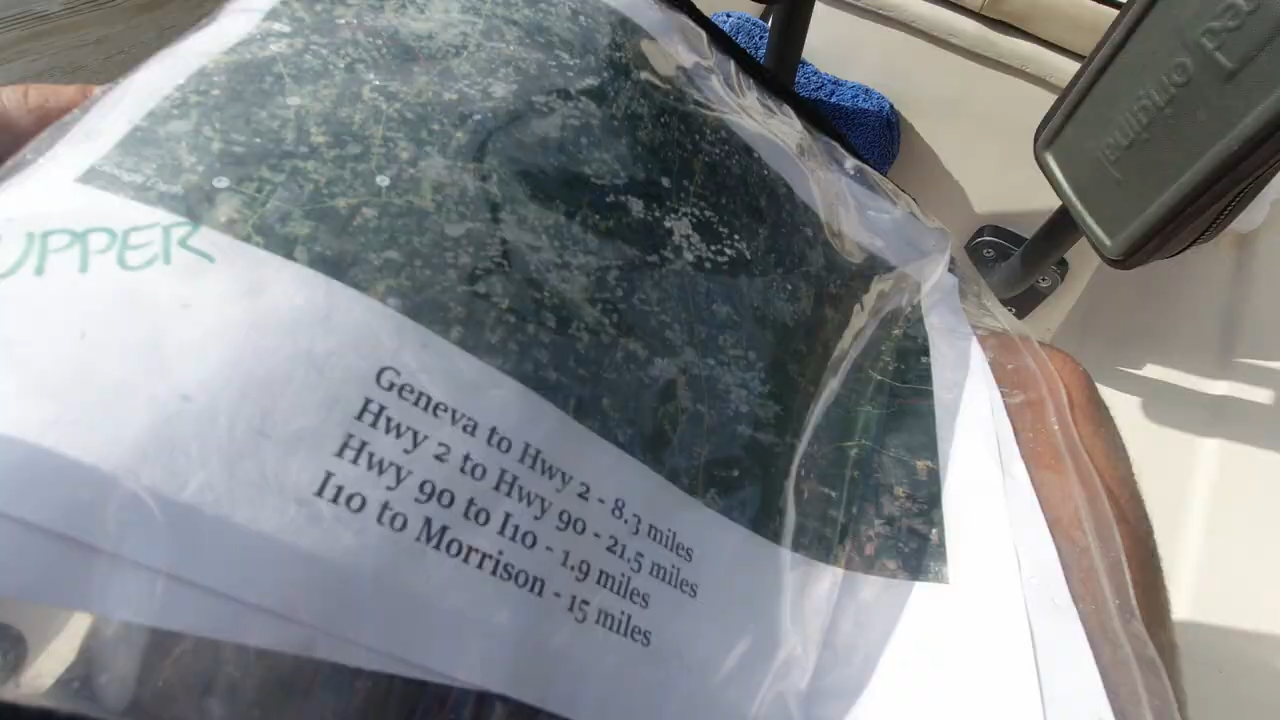 UPPER
Geneva to Hwy 2 - 8.3 miles
Hwy 2 to Hwy 90 - 21.5 miles
Hwy 90 to I10 - 1.9 miles
I10 to Morrison - 15 miles
original